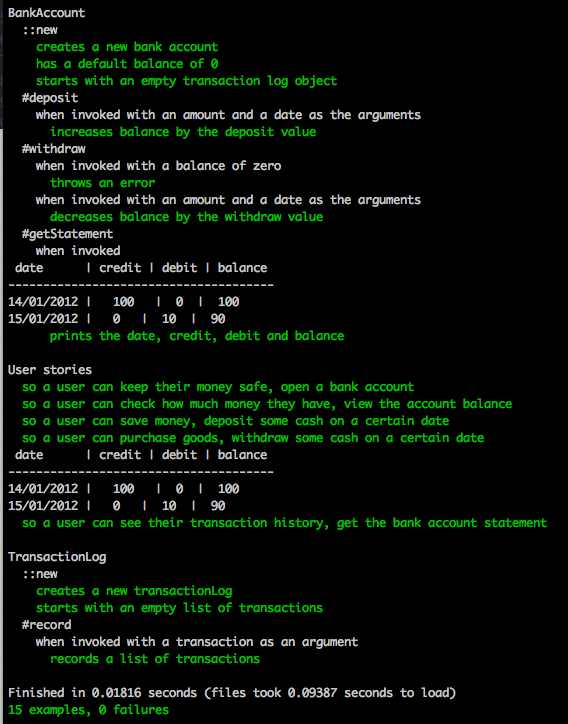 BankAccount
  ::new
    creates a new bank account
    has a default balance of 0
    starts with an empty transaction log object
  #deposit
    when invoked with an amount and a date as the arguments
      increases balance by the deposit value
  #withdraw
    when invoked with a balance of zero
      throws an error
    when invoked with an amount and a date as the arguments
      decreases balance by the withdraw value
  #getStatement
    when invoked
 date      | credit | debit | balance
--------------------------------------
14/01/2012 |   100   |  0  |  100
15/01/2012 |   0   |  10  |  90
      prints the date, credit, debit and balance

User stories
  so a user can keep their money safe, open a bank account
  so a user can check how much money they have, view the account balance
  so a user can save money, deposit some cash on a certain date
  so a user can purchase goods, withdraw some cash on a certain date
 date      | credit | debit | balance
--------------------------------------
14/01/2012 |   100   |  0  |  100
15/01/2012 |   0   |  10  |  90
  so a user can see their transaction history, get the bank account statement

TransactionLog
  ::new
    creates a new transactionLog
    starts with an empty list of transactions
  #record
    when invoked with a transaction as an argument
      records a list of transactions

Finished in 0.01816 seconds (files took 0.09387 seconds to load)
15 examples, 0 failures